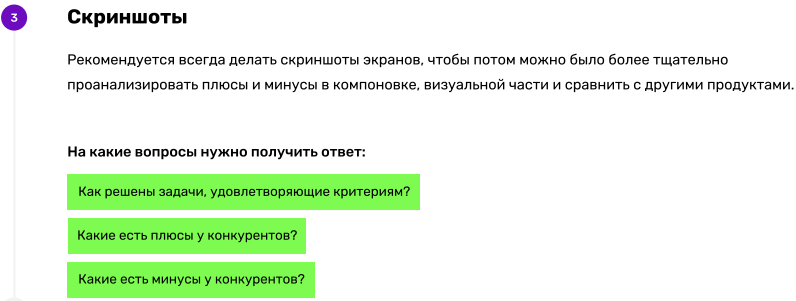 3
Скриншоты
Рекомендуется всегда делать скриншоты экранов, чтобы потом можно было более тщательно
проанализировать плюсы и минусы в компоновке, визуальной части и сравнить с другими продуктами.
На какие вопросы нужно получить ответ:
Как решены задачи, удовлетворяющие критериям?
Какие есть плюсы у конкурентов?
Какие есть минусы у конкурентов?